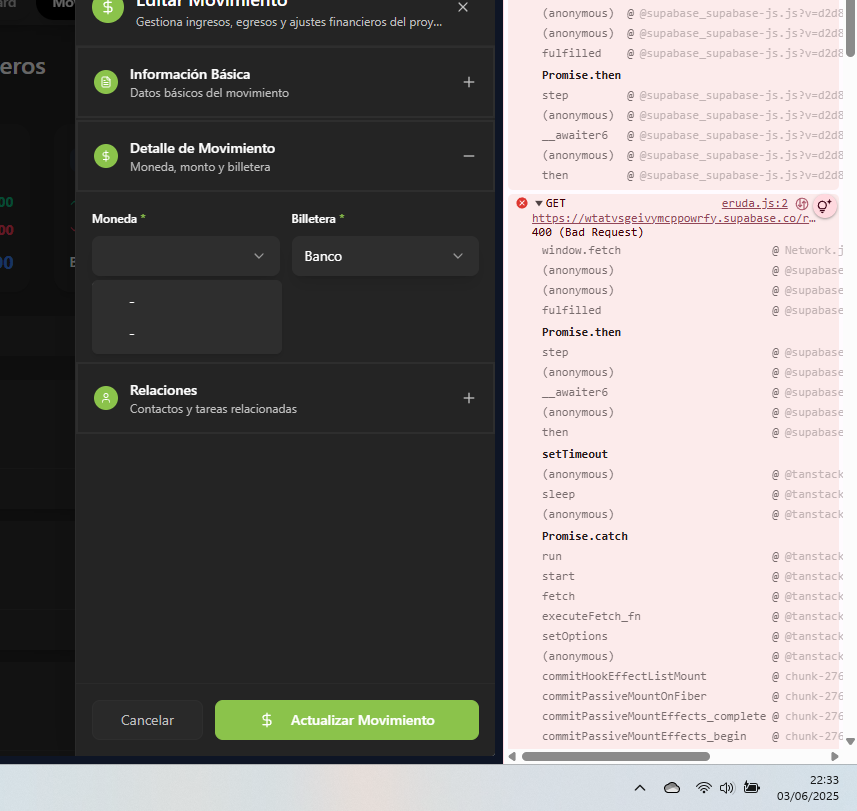 Editar Movimiento
Gestiona ingresos, egresos y ajustes financieros del proy...
eros
Información Básica
Datos básicos del movimiento
Detalle de Movimiento
Moneda, monto y billetera
00
00
00
Moneda *
Billetera *
Banco
-
-
Relaciones
Contactos y tareas relacionadas
Cancelar
$ Actualizar Movimiento
(anonymous) @ @supabase_supabase-js.js?v=d2d8
(anonymous) @ @supabase_supabase-js.js?v=d2d8
fulfilled @ @supabase_supabase-js.js?v=d2d8
Promise.then
step @ @supabase_supabase-js.js?v=d2d8
(anonymous) @ @supabase_supabase-js.js?v=d2d8
__awaiter6 @ @supabase_supabase-js.js?v=d2d8
(anonymous) @ @supabase_supabase-js.js?v=d2d8
then @ @supabase_supabase-js.js?v=d2d8
GET eruda.js:2
https://wtatvsgeivymcppowrfy.supabase.co/r…
400 (Bad Request)
window.fetch @ Network.j
(anonymous) @ @supabase
(anonymous) @ @supabase
fulfilled @ @supabase
Promise.then
step @ @supabase
(anonymous) @ @supabase
__awaiter6 @ @supabase
(anonymous) @ @supabase
then @ @supabase
setTimeout
(anonymous) @ @tanstack
sleep @ @tanstack
(anonymous) @ @tanstack
Promise.catch
run @ @tanstack
start @ @tanstack
fetch @ @tanstack
executeFetch_fn @ @tanstack
setOptions @ @tanstack
(anonymous) @ @tanstack
commitHookEffectListMount @ chunk-276
commitPassiveMountOnFiber @ chunk-276
commitPassiveMountEffects_complete @ chunk-276
commitPassiveMountEffects_begin @ chunk-276
22:33
03/06/2025